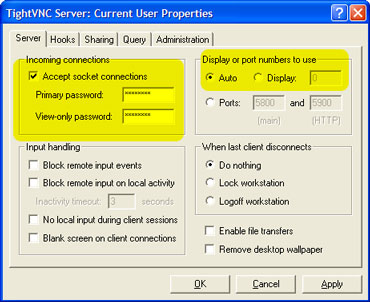 TightVNC Server: Current User Properties
Server Hooks Sharing Query Administration
Incoming connections
Accept socket connections
Primary password: ********
View-only password: ********
Display or port numbers to use
Auto Display: 0
Ports: 5800 and 5900
(main) (HTTP)
Input handling
Block remote input events
Block remote input on local activity
Inactivity timeout: 3 seconds
No local input during client sessions
Blank screen on client connections
When last client disconnects
Do nothing
Lock workstation
Logoff workstation
Enable file transfers
Remove desktop wallpaper
OK Cancel Apply